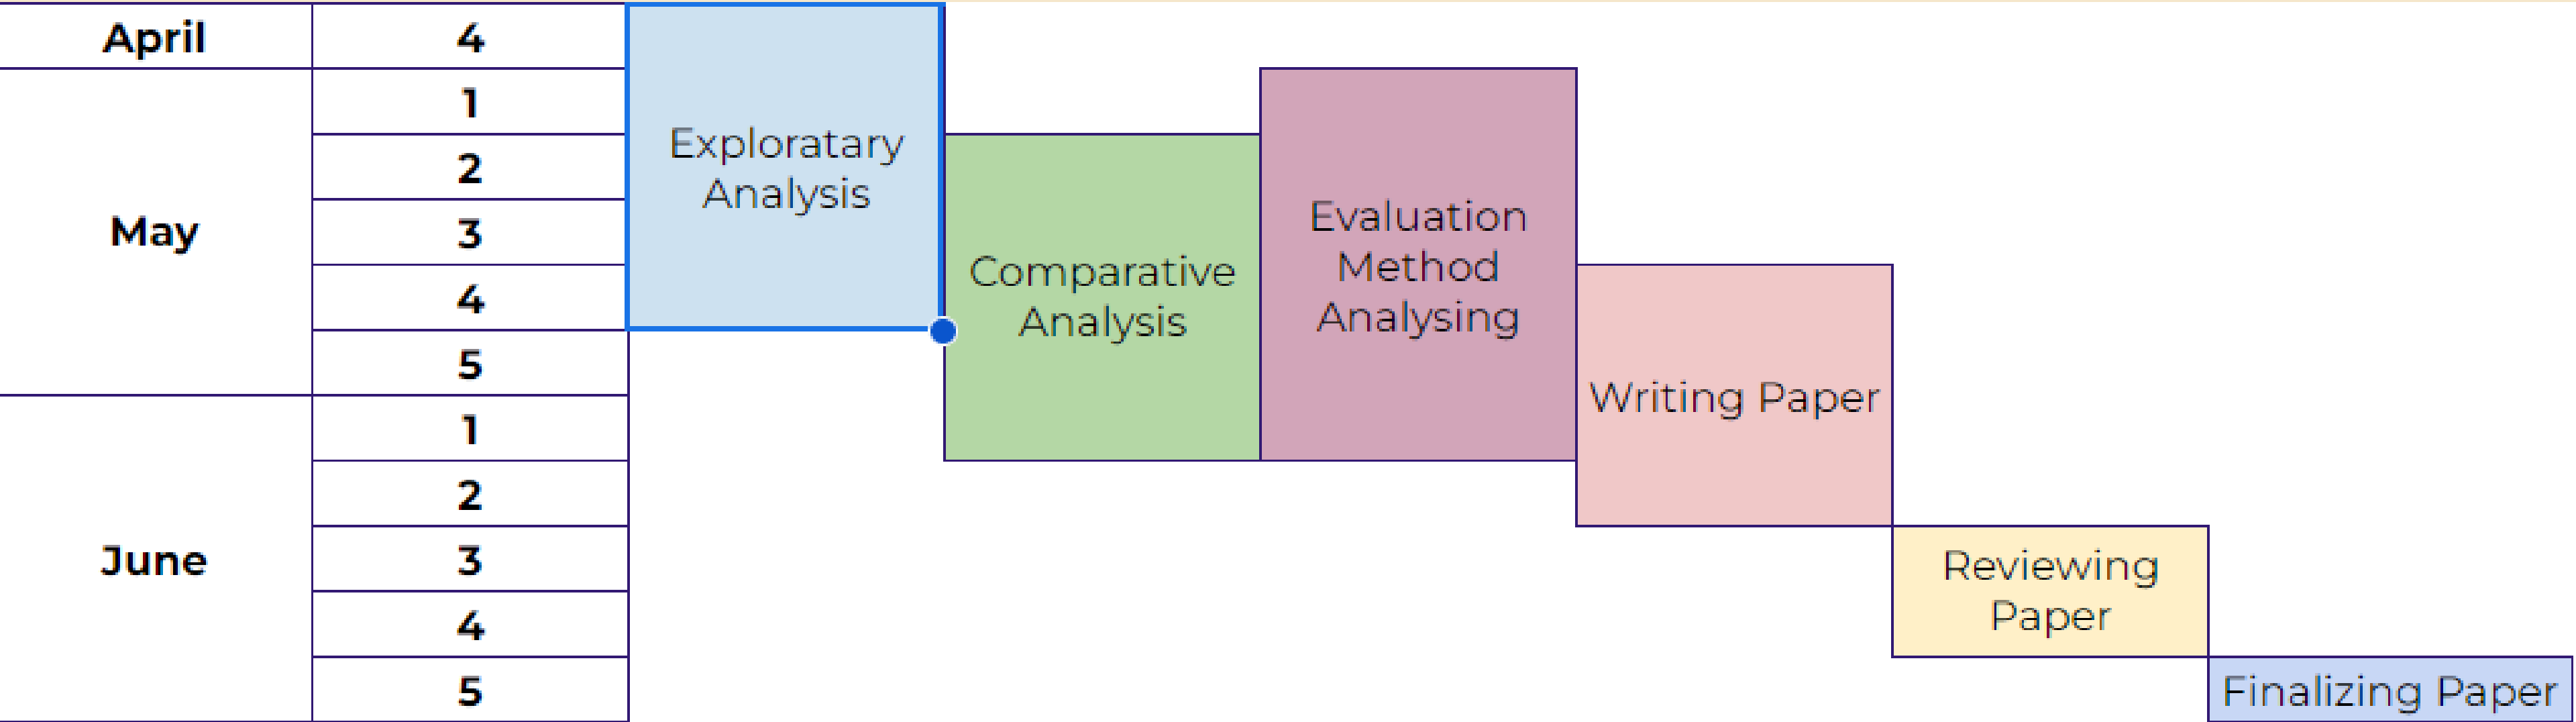 April
4
May
1
2
3
4
5
June
1
2
3
4
5
Exploratary
Analysis
Comparative
Analysis
Evaluation
Method
Analysing
Writing Paper
Reviewing
Paper
Finalizing Paper